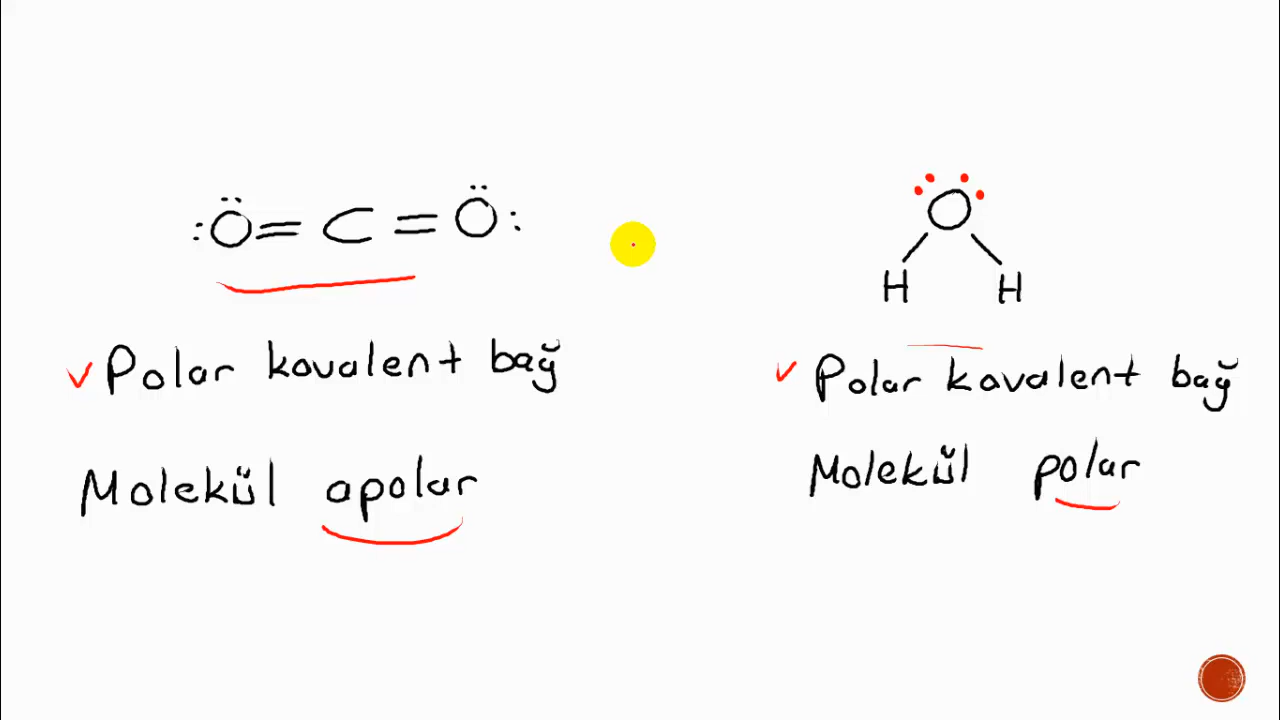 :Ö=C=Ö:
O
H H
✓Polar kovalent bağ
Molekül apolar
✓Polar kovalent bağ
Molekül polar